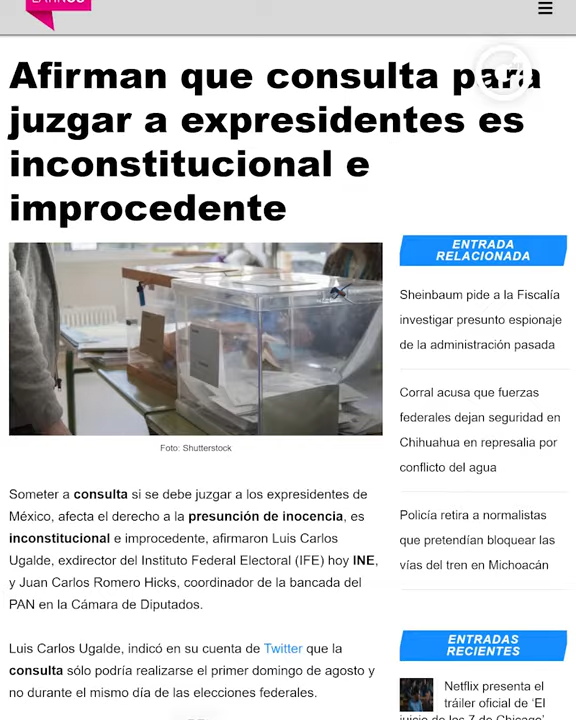 LATINUS
Afirman que consulta para
juzgar a expresidentes es
inconstitucional e
improcedente
Foto: Shutterstock
Someter a consulta si se debe juzgar a los expresidentes de
México, afecta el derecho a la presunción de inocencia, es
inconstitucional e improcedente, afirmaron Luis Carlos
Ugalde, exdirector del Instituto Federal Electoral (IFE) hoy INE,
y Juan Carlos Romero Hicks, coordinador de la bancada del
PAN en la Cámara de Diputados.
Luis Carlos Ugalde, indicó en su cuenta de Twitter que la
consulta sólo podría realizarse el primer domingo de agosto y
no durante el mismo día de las elecciones federales.
ENTRADA
RELACIONADA
Sheinbaum pide a la Fiscalía
investigar presunto espionaje
de la administración pasada
Corral acusa que fuerzas
federales dejan seguridad en
Chihuahua en represalia por
conflicto del agua
Policía retira a normalistas
que pretendían bloquear las
vías del tren en Michoacán
ENTRADAS
RECIENTES
Netflix presenta el
tráiler oficial de 'El
juicio de los 7 de Chicago'